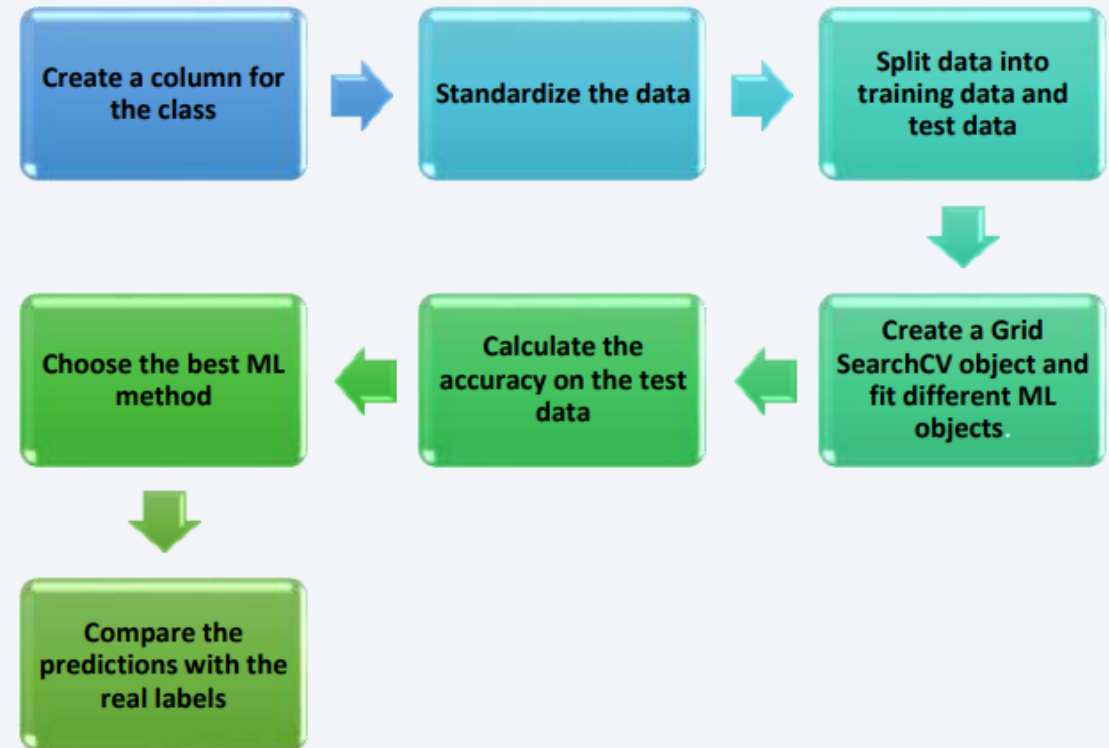 Create a column for
the class
Standardize the data
Split data into
training data and
test data
Create a Grid
SearchCV object and
fit different ML
objects.
Calculate the
accuracy on the test
data
Choose the best ML
method
Compare the
predictions with the
real labels